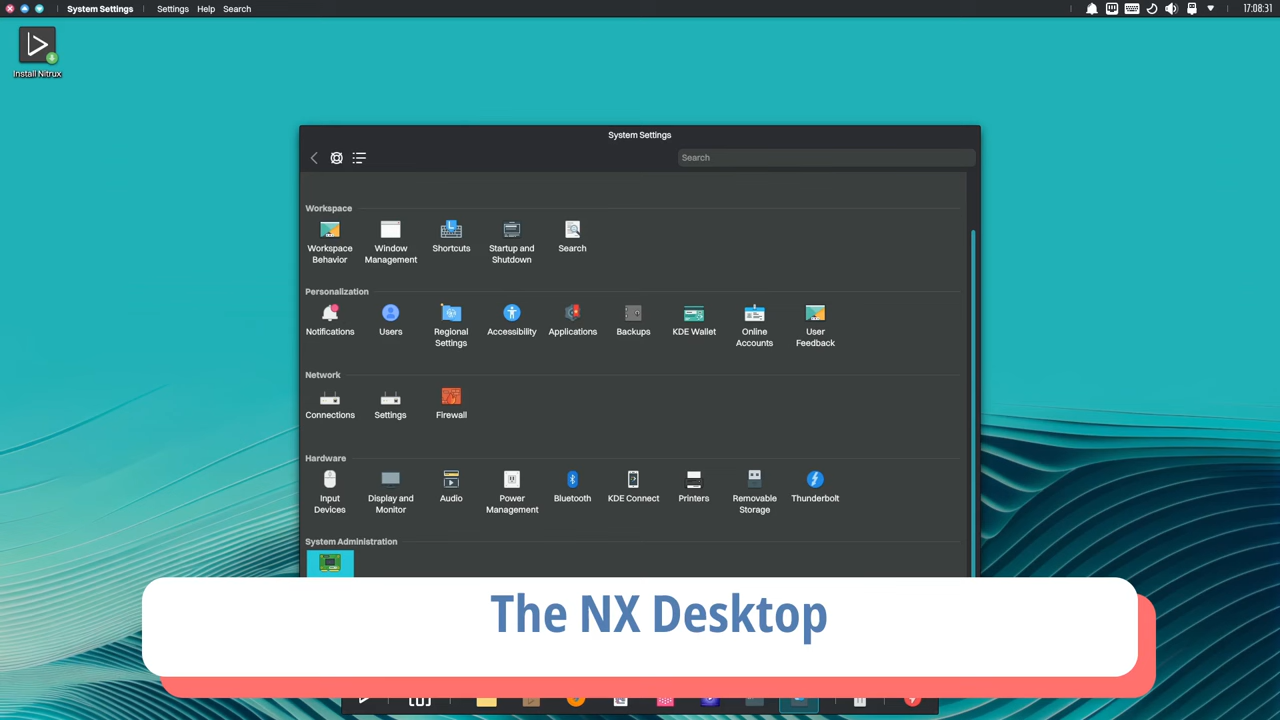 System Settings
Settings
Help
Search
17:08:31
Install Nitrux
System Settings
Search
Workspace
Workspace
Behavior
Window
Management
Shortcuts
Startup and
Shutdown
Search
Personalization
Notifications
Users
Regional
Settings
Accessibility
Applications
Backups
KDE Wallet
Online
Accounts
User
Feedback
Network
Connections
Settings
Firewall
Hardware
Input
Devices
Display and
Monitor
Audio
Power
Management
Bluetooth
KDE Connect
Printers
Removable
Storage
Thunderbolt
System Administration
The NX Desktop